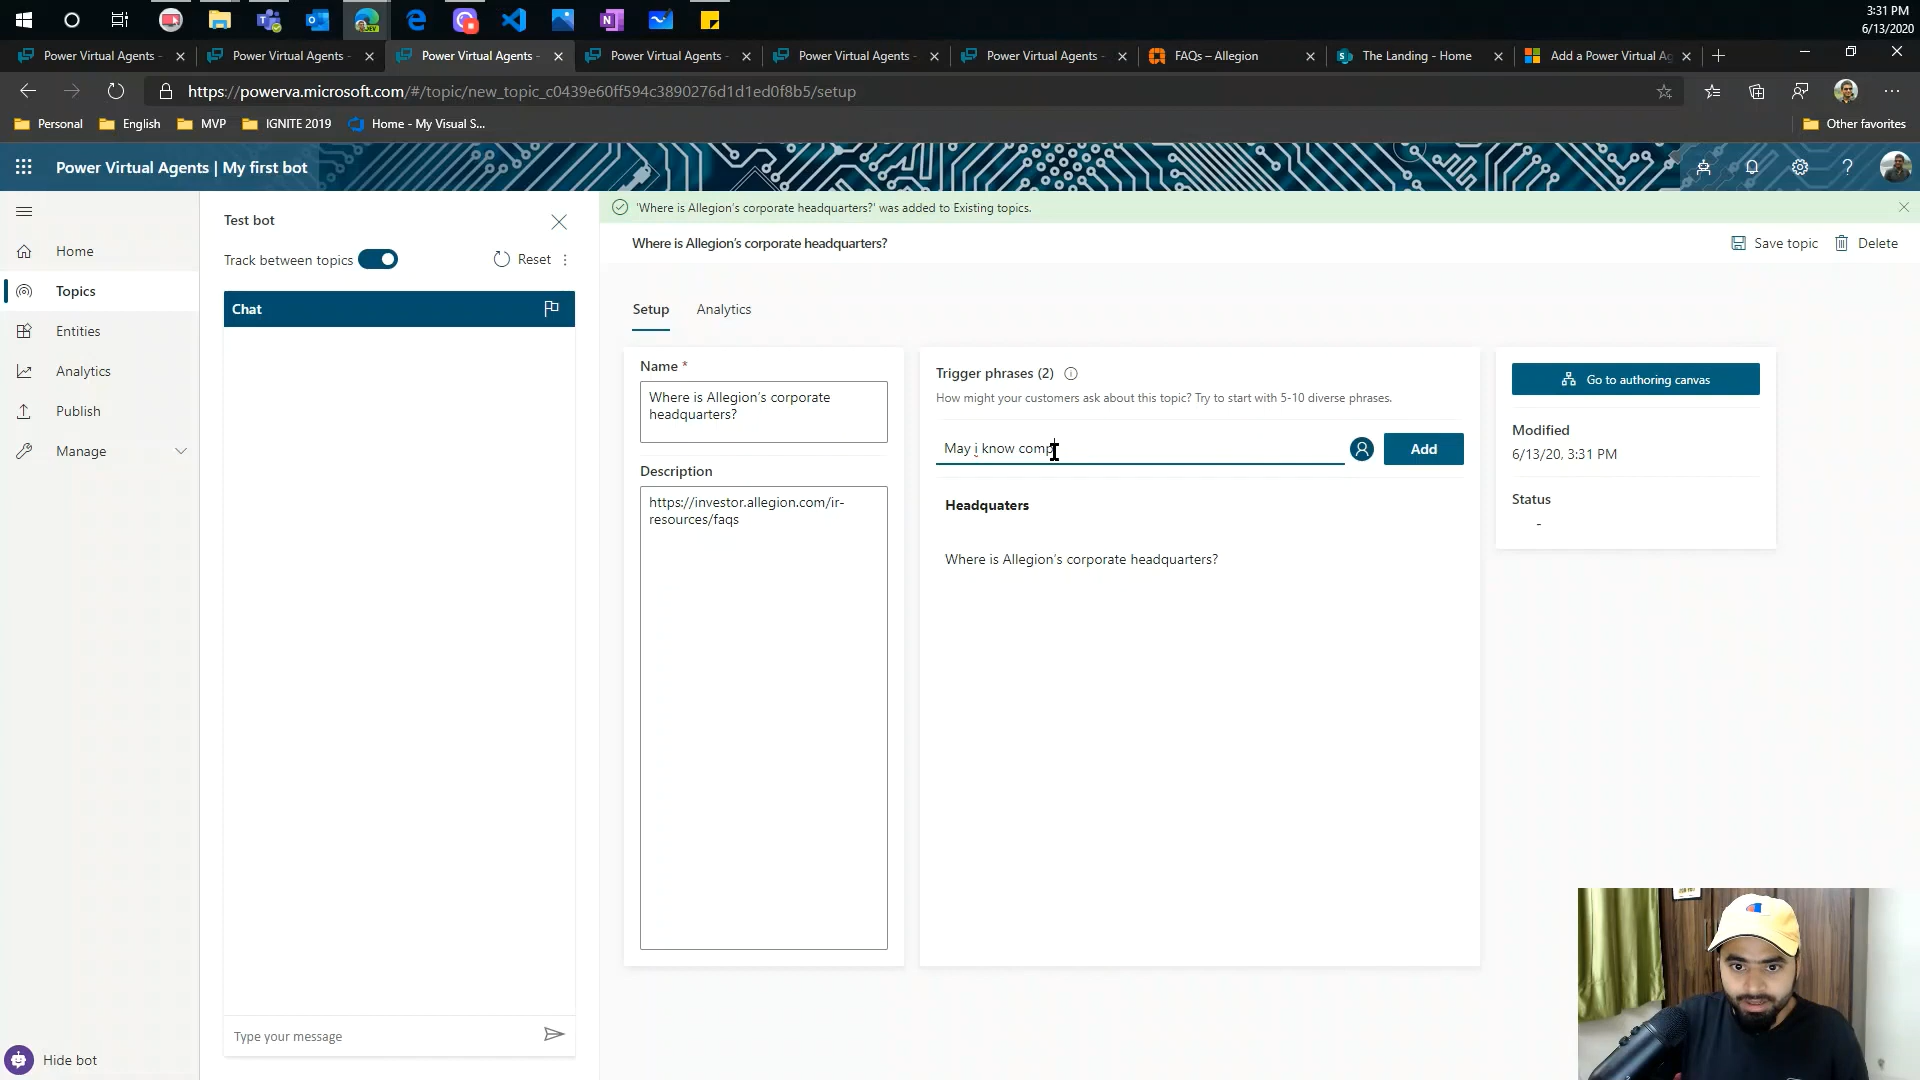 3:31 PM
6/13/2020
Power Virtual Agents -
Power Virtual Agents -
Power Virtual Agents -
Power Virtual Agents -
Power Virtual Agents -
Power Virtual Agents -
FAQs – Allegion
The Landing - Home
Add a Power Virtual Ag
https://powerva.microsoft.com/#/topic/new_topic_c0439e60ff594c3890276d1d1ed0f8b5/setup
Personal
English
MVP
IGNITE 2019
Home - My Visual S...
Other favorites
Power Virtual Agents | My first bot
Home
Topics
Entities
Analytics
Publish
Manage
Hide bot
Test bot
Track between topics
Reset
Chat
Type your message
'Where is Allegion’s corporate headquarters?' was added to Existing topics.
Where is Allegion’s corporate headquarters?
Save topic
Delete
Setup
Analytics
Name *
Where is Allegion’s corporate
headquarters?
Description
https://investor.allegion.com/ir-
resources/faqs
Trigger phrases (2)
How might your customers ask about this topic? Try to start with 5-10 diverse phrases.
May i know comp
Add
Headquaters
Where is Allegion’s corporate headquarters?
Go to authoring canvas
Modified
6/13/20, 3:31 PM
Status
-